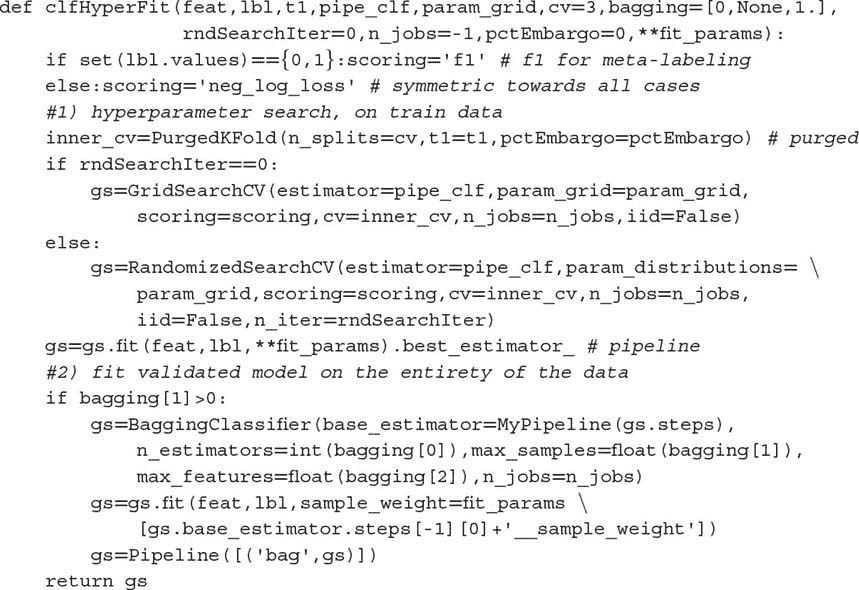 def clfHyperFit(feat,lbl,t1,pipe_clf,param_grid,cv=3,bagging=[0,None,1.],
rndSearchIter=0,n_jobs=-1,pctEmbargo=0,**fit_params):
if set(lbl.values)=={0,1}:scoring='f1' # f1 for meta-labeling
else:scoring='neg_log_loss' # symmetric towards all cases
#1) hyperparameter search, on train data
inner_cv=PurgedKFold(n_splits=cv,t1=t1,pctEmbargo=pctEmbargo) # purged
if rndSearchIter==0:
gs=GridSearchCV(estimator=pipe_clf,param_grid=param_grid,
scoring=scoring,cv=inner_cv,n_jobs=n_jobs,iid=False)
else:
gs=RandomizedSearchCV(estimator=pipe_clf,param_distributions= \
param_grid,scoring=scoring,cv=inner_cv,n_jobs=n_jobs,
iid=False,n_iter=rndSearchIter)
gs=gs.fit(feat,lbl,**fit_params).best_estimator_ # pipeline
#2) fit validated model on the entirety of the data
if bagging[1]>0:
gs=BaggingClassifier(base_estimator=MyPipeline(gs.steps),
n_estimators=int(bagging[0]),max_samples=float(bagging[1]),
max_features=float(bagging[2]),n_jobs=n_jobs)
gs=gs.fit(feat,lbl,sample_weight=fit_params \
[gs.base_estimator.steps[-1][0]+'__sample_weight'])
gs=Pipeline([('bag',gs)])
return gs